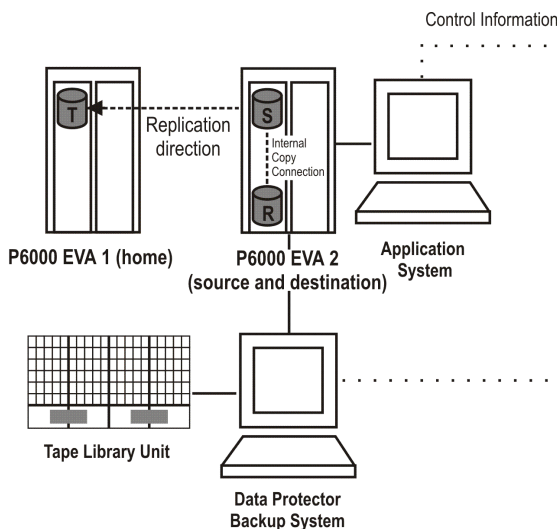 Control Information
T
S
Replication
direction
Internal
Copy
Connection
R
P6000 EVA 1 (home)
P6000 EVA 2
(source and destination)
Application
System
Tape Library Unit
Data Protector
Backup System